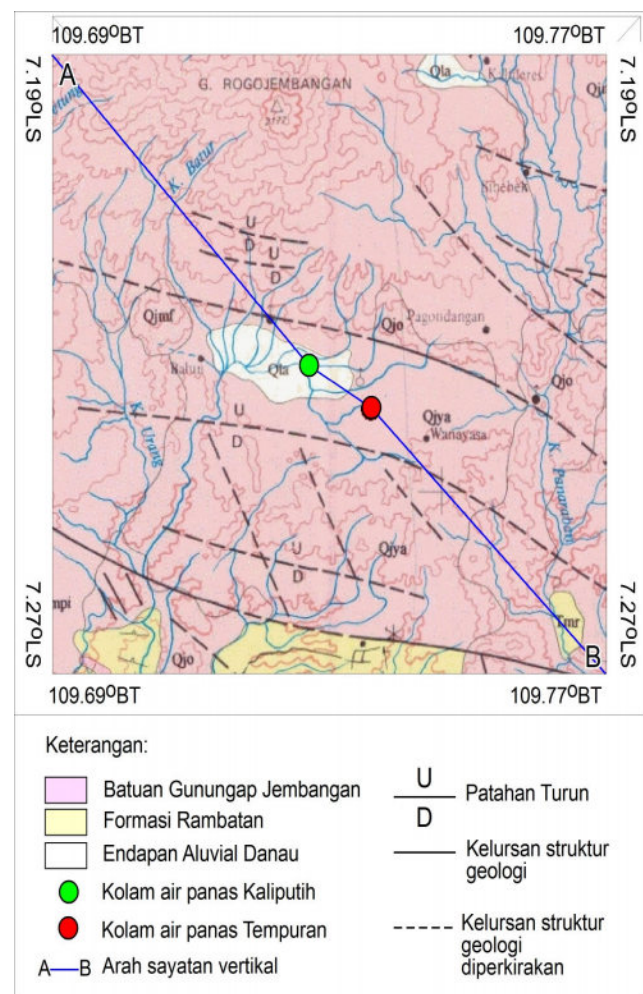 109.69ºBT
109.77ºBT
7.19ºLS
7.19ºLS
A
Qla
G. ROGOJEMBANGAN
K. Batur
U
D
U
D
Qjmf
Qjo
Pagondangan
Qjo
Qla
Batur
Qjya
Wanayasa
U
D
K. Urang
U
D
Qjya
Qjo
Tmr
B
7.27ºLS
7.27ºLS
109.69ºBT
109.77ºBT
Keterangan:
Batuan Gunungap Jembangan
Formasi Rambatan
Endapan Aluvial Danau
Kolam air panas Kaliputih
Kolam air panas Tempuran
A—B Arah sayatan vertikal
U
D
Patahan Turun
Kelursan struktur
geologi
Kelursan struktur
geologi
diperkirakan